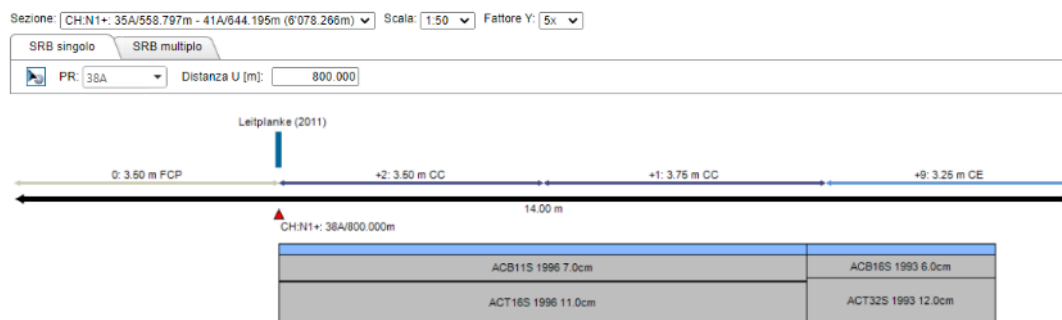 Sezione: CH:N1+: 35A/558.797m - 41A/644.195m (6'078.266m) Scala: 1:50 Fattore Y: 5x
SRB singolo SRB multiplo
PR: 38A Distanza U [m]: 800.000
Leitplanke (2011)
0: 3.50 m FCP +2: 3.50 m CC +1: 3.75 m CC +9: 3.25 m CE
14.00 m
CH:N1+: 38A/800.000m
ACB11S 1996 7.0cm ACB16S 1993 6.0cm
ACT16S 1996 11.0cm ACT32S 1993 12.0cm